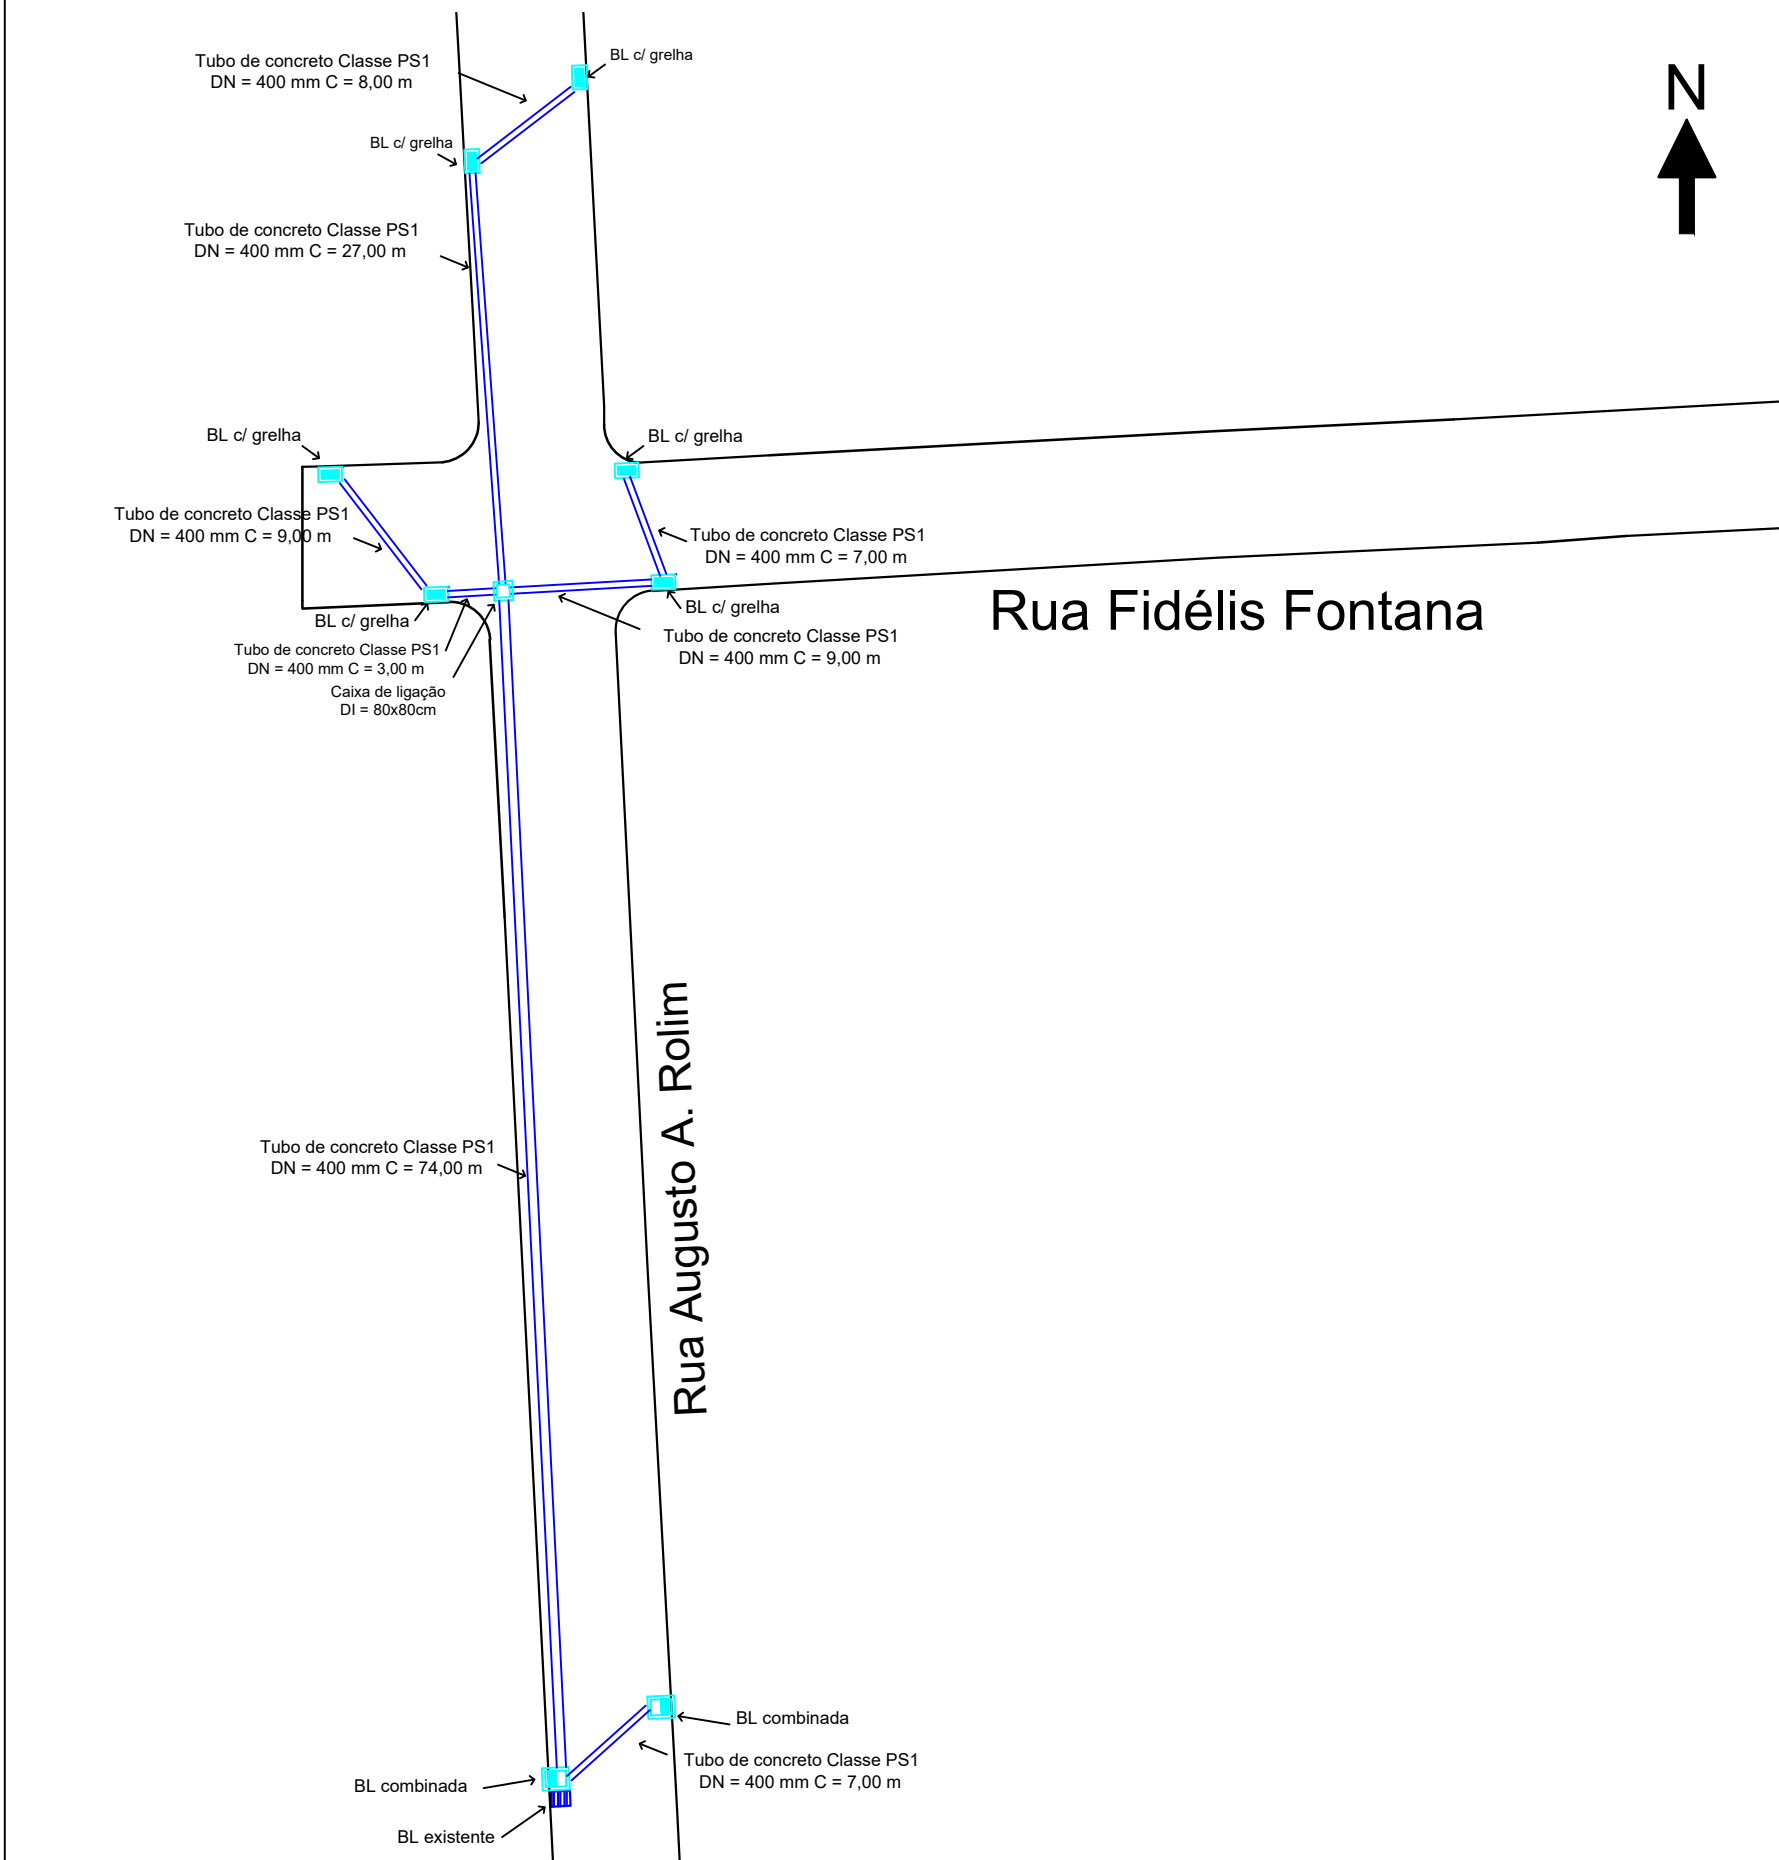 Tubo de concreto Classe PS1
DN = 400 mm C = 8,00 m
BL c/ grelha
N
BL c/ grelha
Tubo de concreto Classe PS1
DN = 400 mm C = 27,00 m
BL c/ grelha
BL c/ grelha
Tubo de concreto Classe PS1
DN = 400 mm C = 9,00 m
Tubo de concreto Classe PS1
DN = 400 mm C = 7,00 m
BL c/ grelha
BL c/ grelha
Rua Fidélis Fontana
Tubo de concreto Classe PS1
DN = 400 mm C = 9,00 m
Tubo de concreto Classe PS1
DN = 400 mm C = 3,00 m
Caixa de ligação
DI = 80x80cm
Rua Augusto A. Rolim
Tubo de concreto Classe PS1
DN = 400 mm C = 74,00 m
BL combinada
Tubo de concreto Classe PS1
DN = 400 mm C = 7,00 m
BL combinada
BL existente